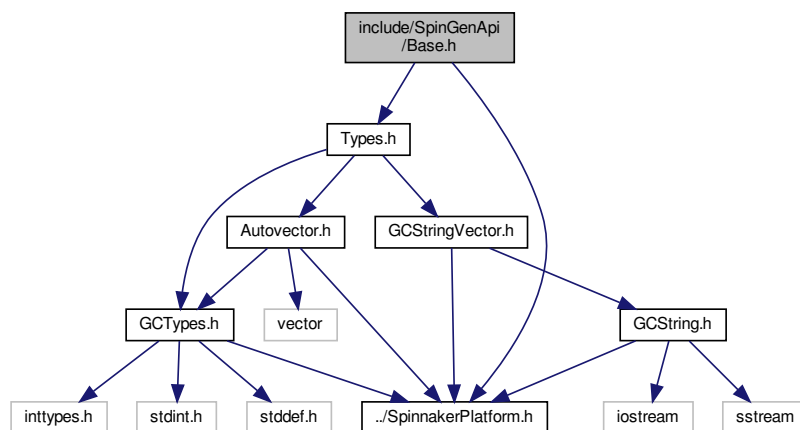 include/SpinGenApi
/Base.h
Types.h
Autovector.h
GCStringVector.h
GCTypes.h
vector
GCString.h
inttypes.h
stdint.h
stddef.h
../SpinnakerPlatform.h
iostream
sstream